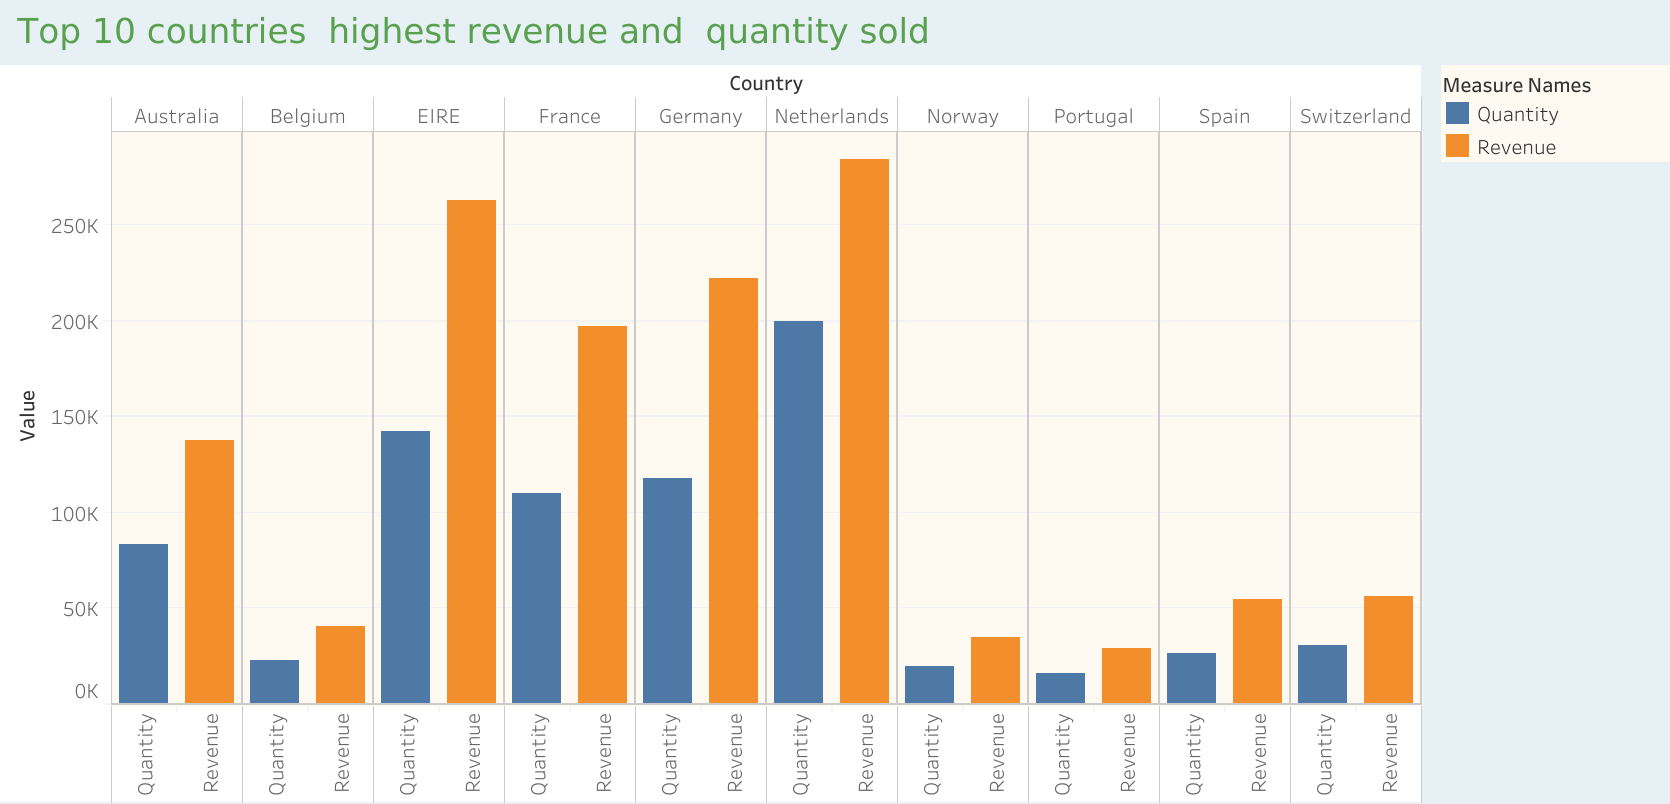 Top 10 countries  highest revenue and  quantity sold
Country
Measure Names
Quantity
Revenue
Australia Belgium EIRE France Germany Netherlands Norway Portugal Spain Switzerland
Value
250K
200K
150K
100K
50K
0K
Quantity Revenue Quantity Revenue Quantity Revenue Quantity Revenue Quantity Revenue Quantity Revenue Quantity Revenue Quantity Revenue Quantity Revenue Quantity Revenue